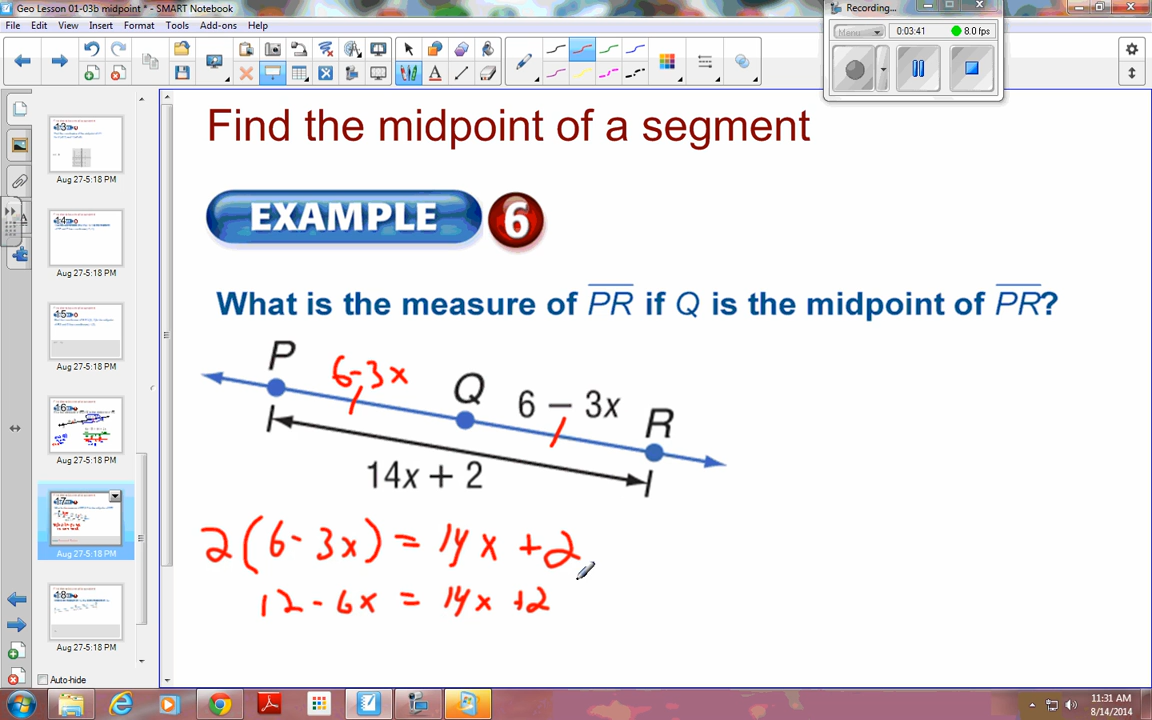 Geo Lesson 01-03b midpoint * - SMART Notebook
Recording...
File Edit View Insert Format Tools Add-ons Help
Menu 0:03:41 8.0 fps
A
Find the midpoint of a segment
Aug 27-5:18 PM
EXAMPLE 6
Aug 27-5:18 PM
What is the measure of PR if Q is the midpoint of PR?
Aug 27-5:18 PM
P
6-3x
Q
6 – 3x
R
14x + 2
Aug 27-5:18 PM
2(6-3x) = 14x +2
Aug 27-5:18 PM
12-6x = 14x +2
Aug 27-5:18 PM
Auto-hide
11:31 AM
8/14/2014